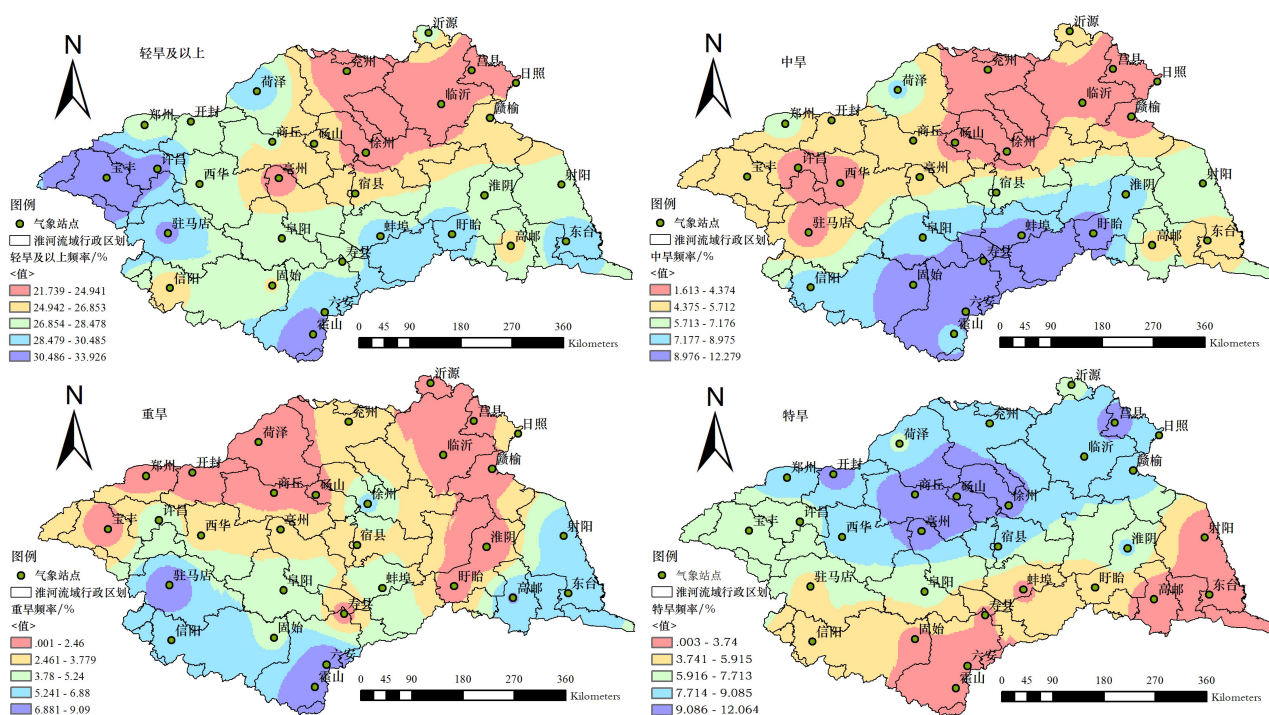 N
轻旱及以上
沂源
兖州
莒县
日照
荷泽
临沂
赣榆
郑州
开封
商丘
砀山
徐州
宝丰
许昌
西华
亳州
宿县
淮阴
射阳
驻马店
阜阳
蚌埠
盱眙
高邮
东台
寿县
信阳
固始
六安
霍山
图例
气象站点
淮河流域行政区划
轻旱及以上频率/%
<值>
21.739 - 24.941
24.942 - 26.853
26.854 - 28.478
28.479 - 30.485
30.486 - 33.926
0 45 90 180 270 360
Kilometers
N
中旱
沂源
兖州
莒县
日照
荷泽
临沂
赣榆
郑州
开封
商丘
砀山
徐州
宝丰
许昌
西华
亳州
宿县
淮阴
射阳
驻马店
阜阳
蚌埠
盱眙
高邮
东台
寿县
信阳
固始
六安
霍山
图例
气象站点
淮河流域行政区划
中旱频率/%
<值>
1.613 - 4.374
4.375 - 5.712
5.713 - 7.176
7.177 - 8.975
8.976 - 12.279
0 45 90 180 270 360
Kilometers
N
重旱
沂源
兖州
莒县
日照
荷泽
临沂
赣榆
郑州
开封
商丘
砀山
徐州
宝丰
许昌
西华
亳州
宿县
淮阴
射阳
驻马店
阜阳
蚌埠
盱眙
高邮
东台
寿县
信阳
固始
六安
霍山
图例
气象站点
淮河流域行政区划
重旱频率/%
<值>
.001 - 2.46
2.461 - 3.779
3.78 - 5.24
5.241 - 6.88
6.881 - 9.09
0 45 90 180 270 360
Kilometers
N
特旱
沂源
兖州
莒县
日照
荷泽
临沂
赣榆
郑州
开封
商丘
砀山
徐州
宝丰
许昌
西华
亳州
宿县
淮阴
射阳
驻马店
阜阳
蚌埠
盱眙
高邮
东台
寿县
信阳
固始
六安
霍山
图例
气象站点
淮河流域行政区划
特旱频率/%
<值>
.003 - 3.74
3.741 - 5.915
5.916 - 7.713
7.714 - 9.085
9.086 - 12.064
0 45 90 180 270 360
Kilometers